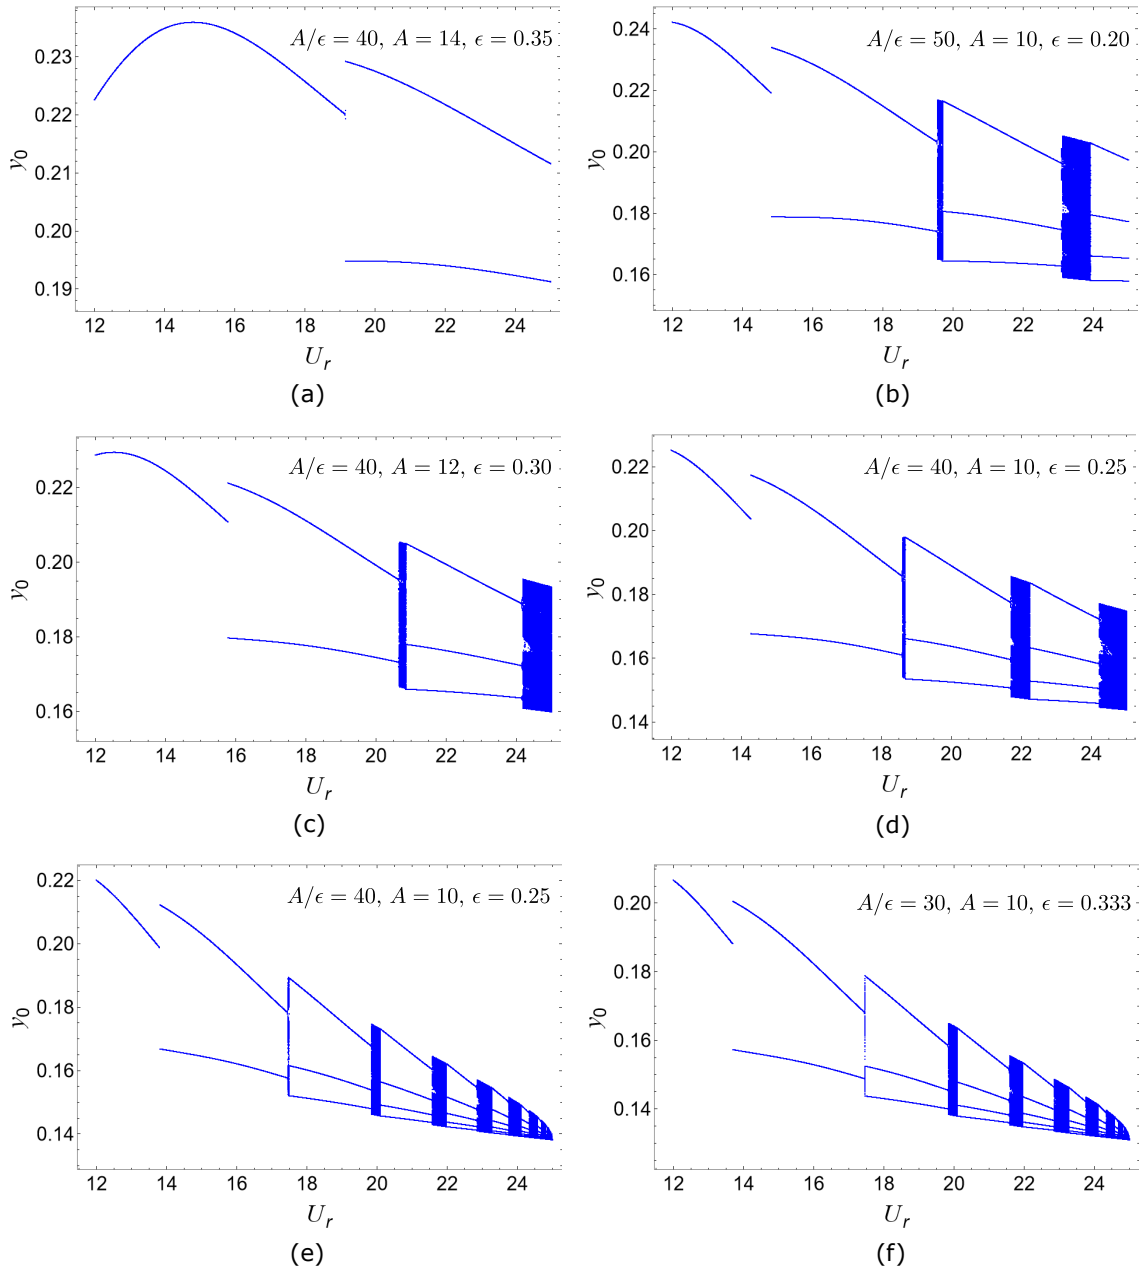 A/ϵ = 40, A = 14, ϵ = 0.35
y₀
0.23
0.22
0.21
0.20
0.19
12 14 16 18 20 22 24
Uᵣ
(a)
A/ϵ = 50, A = 10, ϵ = 0.20
y₀
0.24
0.22
0.20
0.18
0.16
12 14 16 18 20 22 24
Uᵣ
(b)
A/ϵ = 40, A = 12, ϵ = 0.30
y₀
0.22
0.20
0.18
0.16
12 14 16 18 20 22 24
Uᵣ
(c)
A/ϵ = 40, A = 10, ϵ = 0.25
y₀
0.22
0.20
0.18
0.16
0.14
12 14 16 18 20 22 24
Uᵣ
(d)
A/ϵ = 40, A = 10, ϵ = 0.25
y₀
0.22
0.20
0.18
0.16
0.14
12 14 16 18 20 22 24
Uᵣ
(e)
A/ϵ = 30, A = 10, ϵ = 0.333
y₀
0.20
0.18
0.16
0.14
12 14 16 18 20 22 24
Uᵣ
(f)